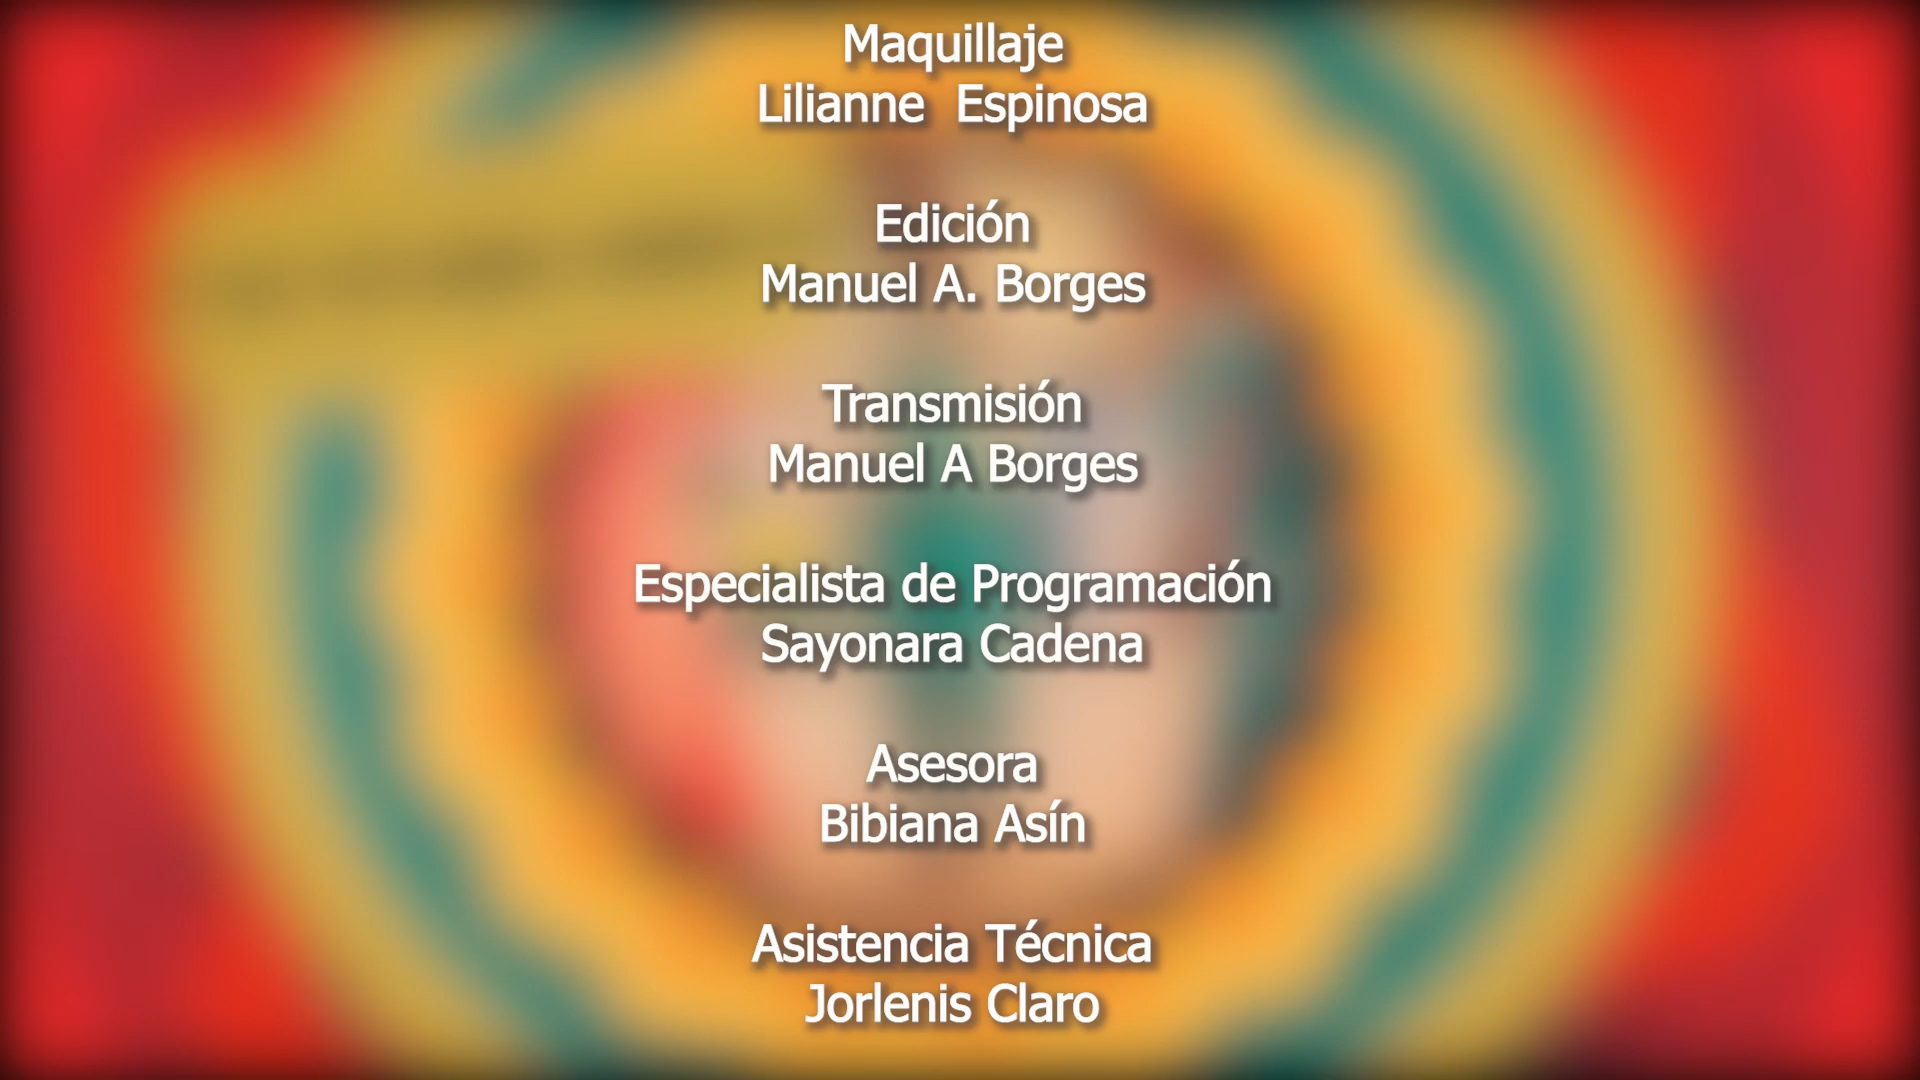 Maquillaje
Lilianne Espinosa
Edición
Manuel A. Borges
Transmisión
Manuel A Borges
Especialista de Programación
Sayonara Cadena
Asesora
Bibiana Asín
Asistencia Técnica
Jorlenis Claro